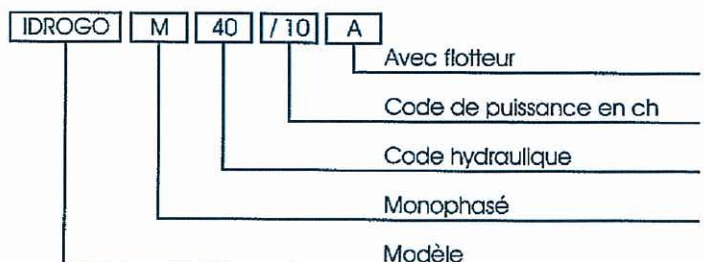 IDROGO M 40 / 10 A
Avec flotteur
Code de puissance en ch
Code hydraulique
Monophasé
Modèle